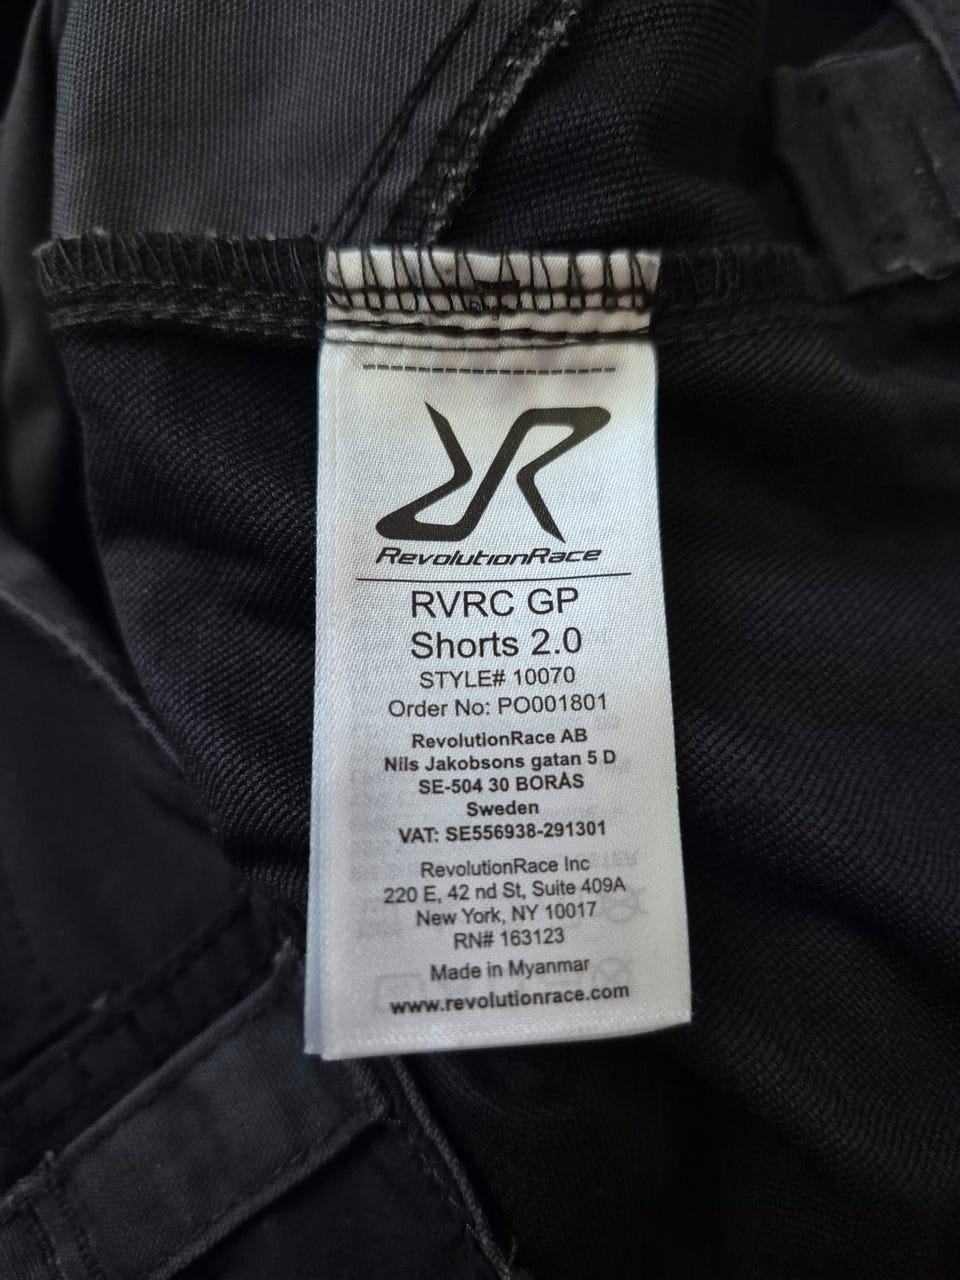 RevolutionRace
RVRC GP
Shorts 2.0
STYLE# 10070
Order No: PO001801
RevolutionRace AB
Nils Jakobsons gatan 5 D
SE-504 30 BORÅS
Sweden
VAT: SE556938-291301
RevolutionRace Inc
220 E, 42 nd St, Suite 409A
New York, NY 10017
RN# 163123
Made in Myanmar
www.revolutionrace.com